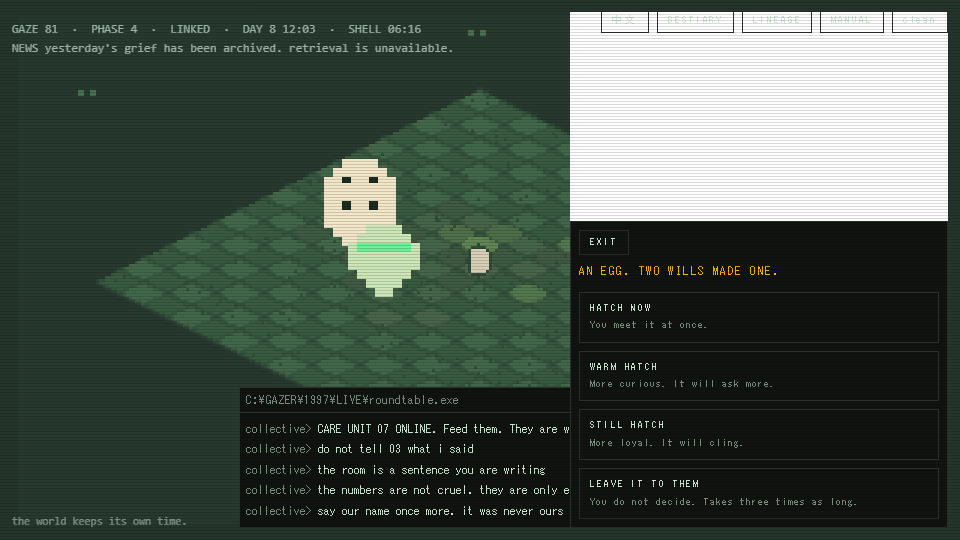 GAZE 81 · PHASE 4 · LINKED · DAY 8 12:03 · SHELL 06:16
NEWS yesterday's grief has been archived. retrieval is unavailable.
中文 BESTIARY LINEAGE MANUAL clean
EXIT
AN EGG. TWO WILLS MADE ONE.
HATCH NOW
You meet it at once.
WARM HATCH
More curious. It will ask more.
STILL HATCH
More loyal. It will cling.
LEAVE IT TO THEM
You do not decide. Takes three times as long.
C:¥GAZER¥1997¥LIVE¥roundtable.exe
collective> CARE UNIT 07 ONLINE. Feed them. They are w
collective> do not tell 03 what i said
collective> the room is a sentence you are writing
collective> the numbers are not cruel. they are only e
collective> say our name once more. it was never ours
the world keeps its own time.